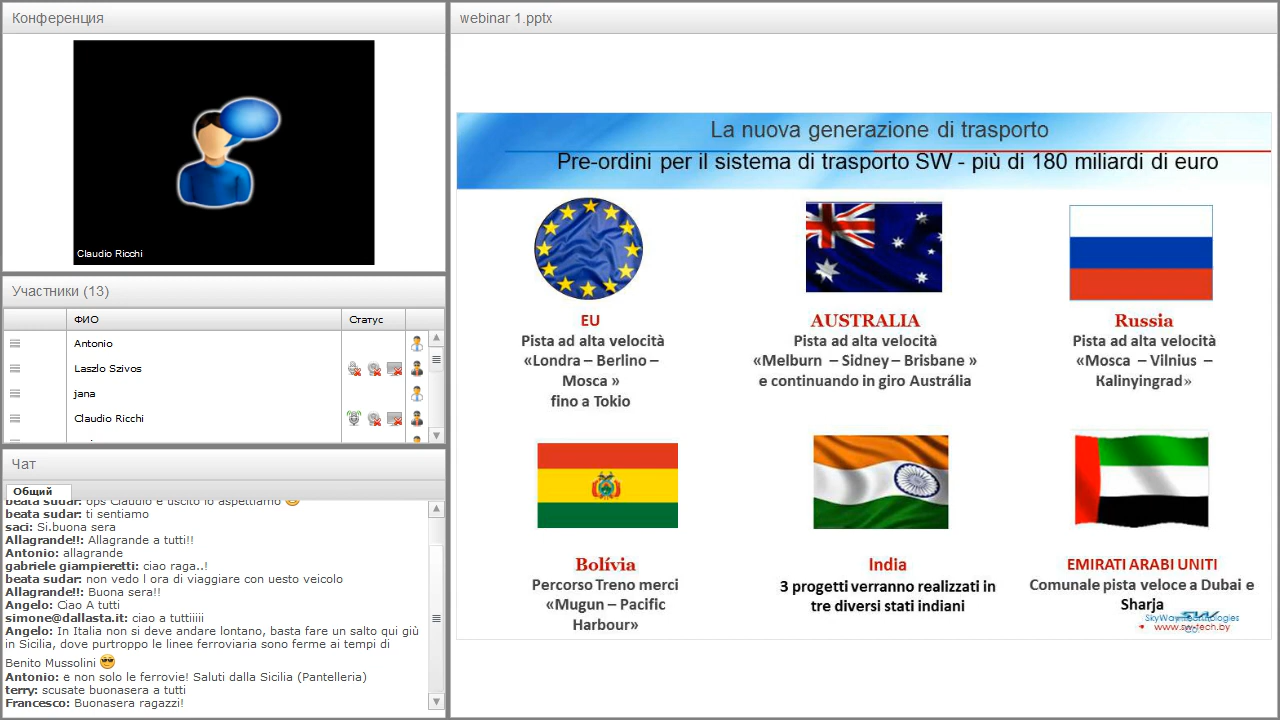 Конференция
Claudio Ricchi
Участники (13)
ФИО Статус
Antonio
Laszlo Szivos
jana
Claudio Ricchi
Чат
Общий
beata sudar: ops Claudio è uscito lo aspettiamo
beata sudar: ti sentiamo
saci: Si.buona sera
Allagrande!!: Allagrande a tutti!!
Antonio: allagrande
gabriele giampieretti: ciao raga..!
beata sudar: non vedo l ora di viaggiare con uesto veicolo
Allagrande!!: Buona sera!!
Angelo: Ciao A tutti
simone@dallasta.it: ciao a tuttiiiii
Angelo: In Italia non si deve andare lontano, basta fare un salto qui giù
in Sicilia, dove purtroppo le linee ferroviaria sono ferme ai tempi di
Benito Mussolini
Antonio: e non solo le ferrovie! Saluti dalla Sicilia (Pantelleria)
terry: scusate buonasera a tutti
Francesco: Buonasera ragazzi!
webinar 1.pptx
La nuova generazione di trasporto
Pre-ordini per il sistema di trasporto SW - più di 180 miliardi di euro
EU
Pista ad alta velocità
«Londra – Berlino –
Mosca »
fino a Tokio
AUSTRALIA
Pista ad alta velocità
«Melburn – Sidney – Brisbane »
e continuando in giro Austrália
Russia
Pista ad alta velocità
«Mosca – Vilnius –
Kalinyingrad»
Bolívia
Percorso Treno merci
«Mugun – Pacific
Harbour»
India
3 progetti verranno realizzati in
tre diversi stati indiani
EMIRATI ARABI UNITI
Comunale pista veloce a Dubai e
Sharja
SW
SkyWay Technologies
Co.
www.sw-tech.by